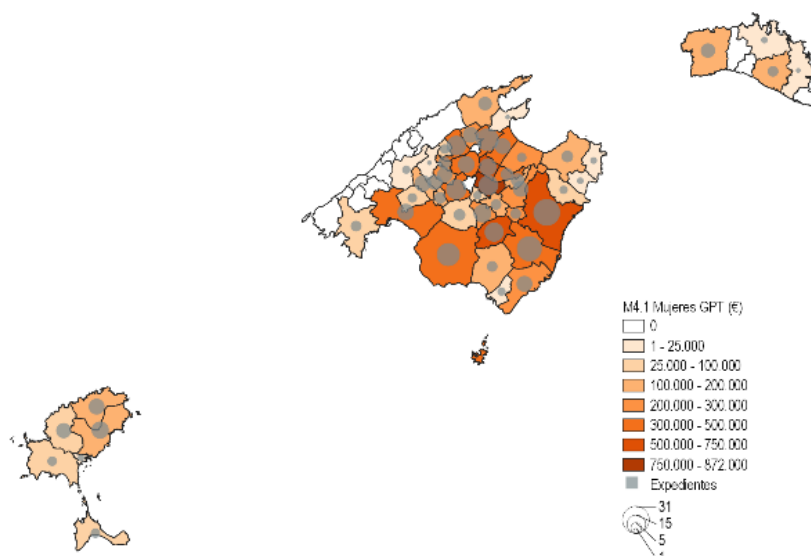 M4.1 Mujeres GPT (€)
0
1 - 25.000
25.000 - 100.000
100.000 - 200.000
200.000 - 300.000
300.000 - 500.000
500.000 - 750.000
750.000 - 872.000
Expedientes
31
15
5